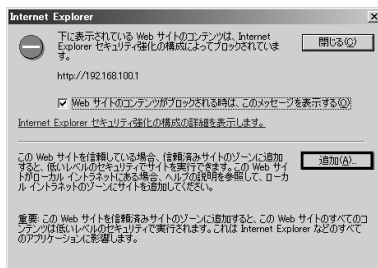 Internet Explorer
下に表示されている Web サイトのコンテンツは、Internet
Explorer セキュリティ強化の構成によってブロックされていま
す。
閉じる(C)
http://192.168.100.1
Web サイトのコンテンツがブロックされる時は、このメッセージを表示する(O)
Internet Explorer セキュリティ強化の構成の詳細を表示します。
この Web サイトを信頼している場合、信頼済みサイトのゾーンに追加
すると、低いレベルのセキュリティでサイトを実行できます。この Web サイ
トがローカル イントラネットにある場合、ヘルプの説明を参照して、ローカ
ル イントラネットのゾーンにサイトを追加してください。
追加(A)...
重要: この Web サイトを信頼済みサイトのゾーンに追加すると、この Web サイトのすべてのコ
ンテンツは低いレベルのセキュリティで実行されます。これは Internet Explorer などのすべて
のアプリケーションに影響します。